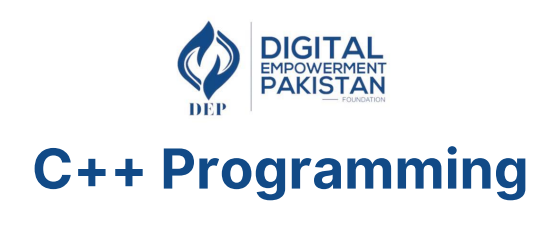 DEP
DIGITAL
EMPOWERMENT
PAKISTAN
FOUNDATION
C++ Programming